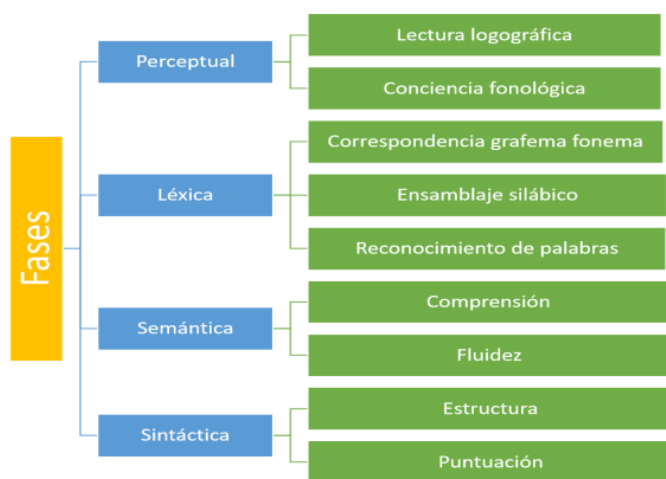 Fases
Perceptual
Lectura logográfica
Conciencia fonológica
Léxica
Correspondencia grafema fonema
Ensamblaje silábico
Reconocimiento de palabras
Semántica
Comprensión
Fluidez
Sintáctica
Estructura
Puntuación